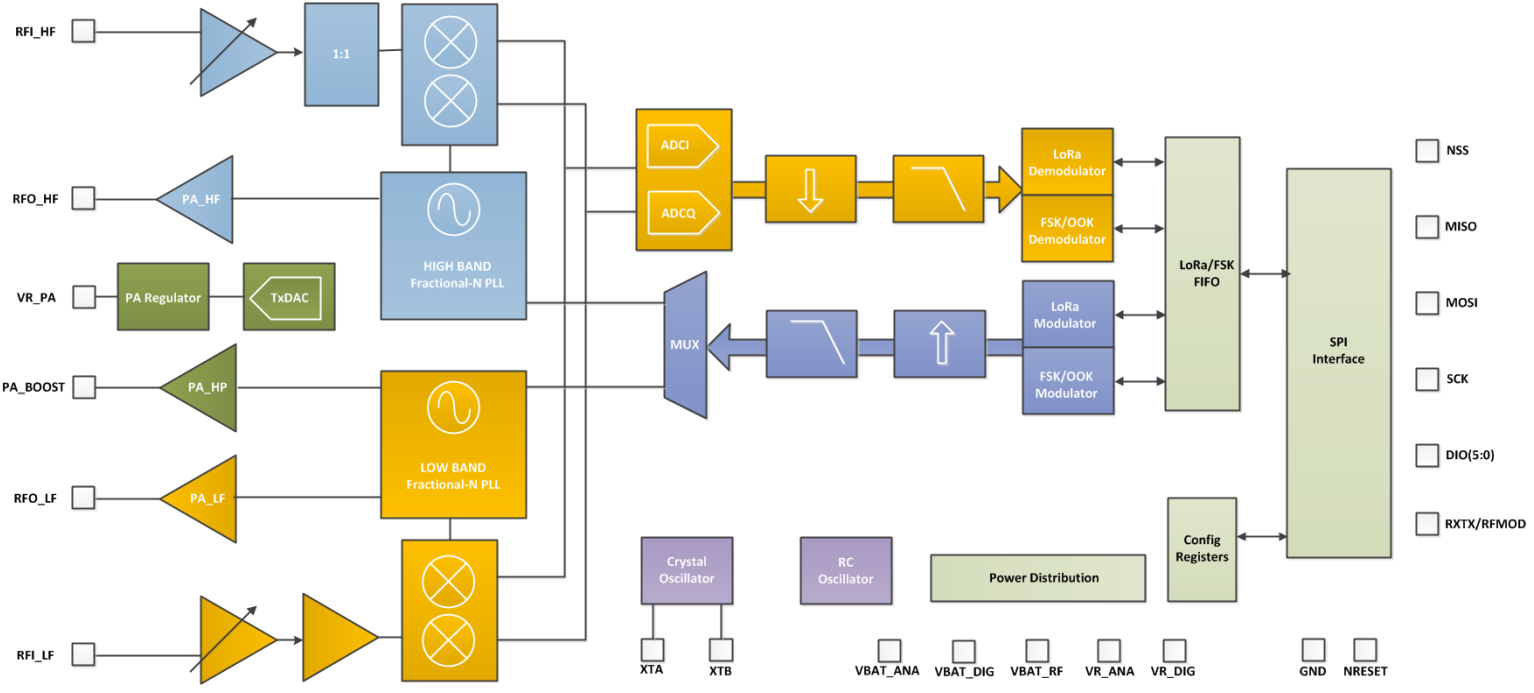 RFI_HF
1:1
RFO_HF
PA_HF
HIGH BAND
Fractional-N PLL
VR_PA
PA Regulator
TxDAC
PA_BOOST
PA_HP
LOW BAND
Fractional-N PLL
RFO_LF
PA_LF
RFI_LF
ADCI
ADCQ
LoRa
Demodulator
FSK/OOK
Demodulator
MUX
LoRa
Modulator
FSK/OOK
Modulator
LoRa/FSK
FIFO
SPI
Interface
Config
Registers
Crystal
Oscillator
RC
Oscillator
Power Distribution
NSS
MISO
MOSI
SCK
DIO(5:0)
RXTX/RFMOD
XTA
XTB
VBAT_ANA
VBAT_DIG
VBAT_RF
VR_ANA
VR_DIG
GND
NRESET